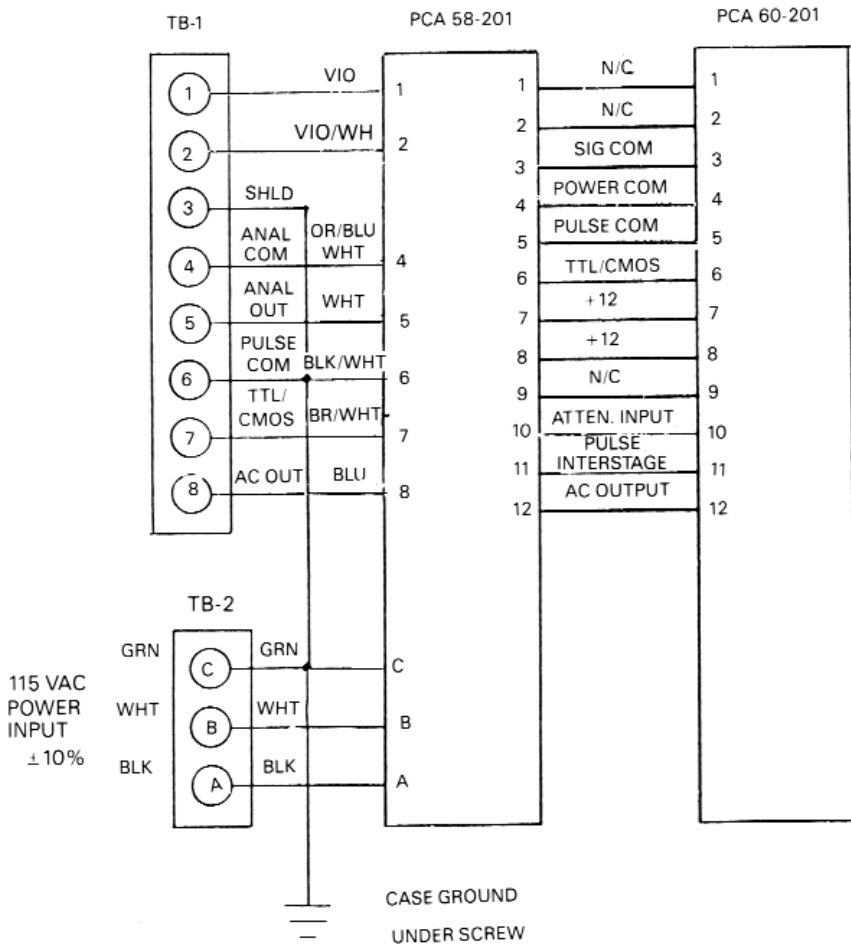 TB-1 PCA 58-201 PCA 60-201
1 VIO 1 1 N/C 1
2 VIO/WH 2 2 N/C 2
3 SHLD 3 SIG COM 3
4 POWER COM 4
ANAL OR/BLU
COM WHT
4 4 5 PULSE COM 5
ANAL
OUT WHT
5 5 6 TTL/CMOS 6
7 +12 7
PULSE
COM BLK/WHT
6 6 8 +12 8
9 N/C 9
TTL/
CMOS BR/WHT
7 7 10 ATTEN. INPUT 10
PULSE
11 INTERSTAGE 11
8 AC OUT BLU 8 12 AC OUTPUT 12
TB-2
GRN C GRN C
115 VAC
POWER
INPUT
±10%
WHT B WHT B
BLK A BLK A
CASE GROUND
UNDER SCREW